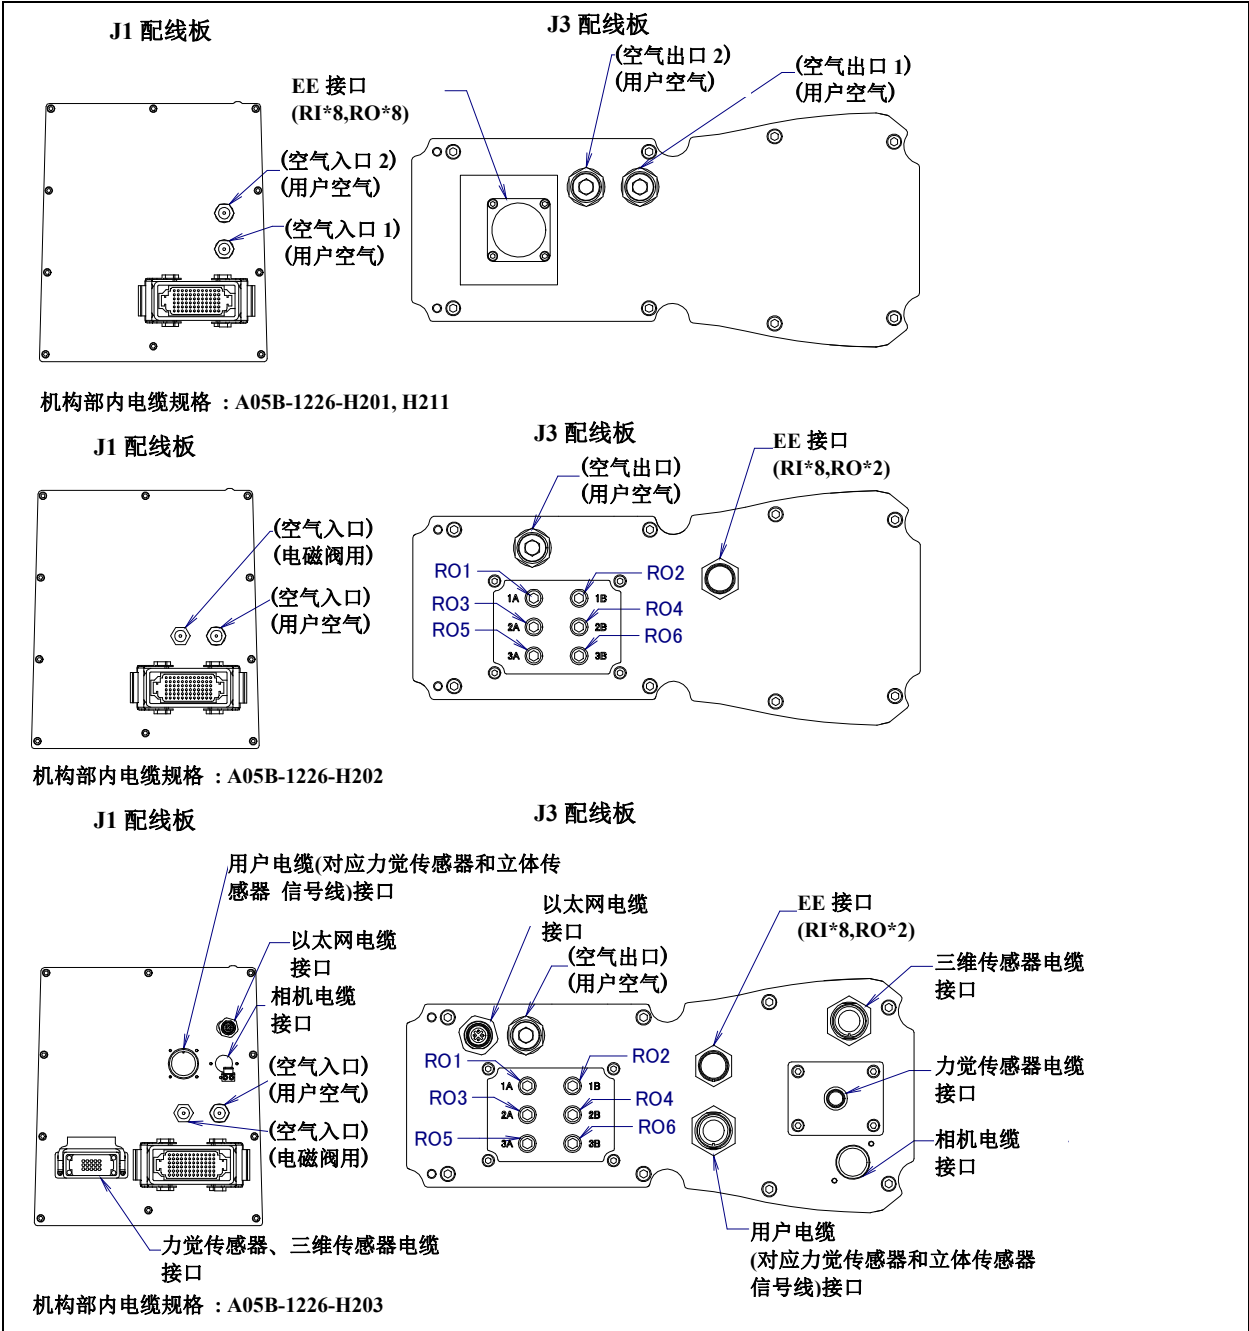 J1 配线板
J3 配线板
(空气出口 2)
(用户空气)
(空气出口 1)
(用户空气)
EE 接口
(RI*8,RO*8)
(空气入口 2)
(用户空气)
(空气入口 1)
(用户空气)
机构部内电缆规格 : A05B-1226-H201, H211
J1 配线板
J3 配线板
EE 接口
(RI*8,RO*2)
(空气出口)
(用户空气)
(空气入口)
(电磁阀用)
(空气入口)
(用户空气)
RO1
RO2
1A
1B
RO3
RO4
2A
2B
RO5
RO6
3A
3B
机构部内电缆规格 : A05B-1226-H202
J1 配线板
J3 配线板
用户电缆(对应力觉传感器和立体传
感器 信号线)接口
以太网电缆
接口
相机电缆
接口
(空气入口)
(用户空气)
(空气入口)
(电磁阀用)
力觉传感器、三维传感器电缆
接口
以太网电缆
接口
(空气出口)
(用户空气)
EE 接口
(RI*8,RO*2)
三维传感器电缆
接口
RO1
RO2
1A
1B
RO3
RO4
2A
2B
RO5
RO6
3A
3B
力觉传感器电缆
接口
相机电缆
接口
用户电缆
(对应力觉传感器和立体传感器
信号线)接口
机构部内电缆规格 : A05B-1226-H203